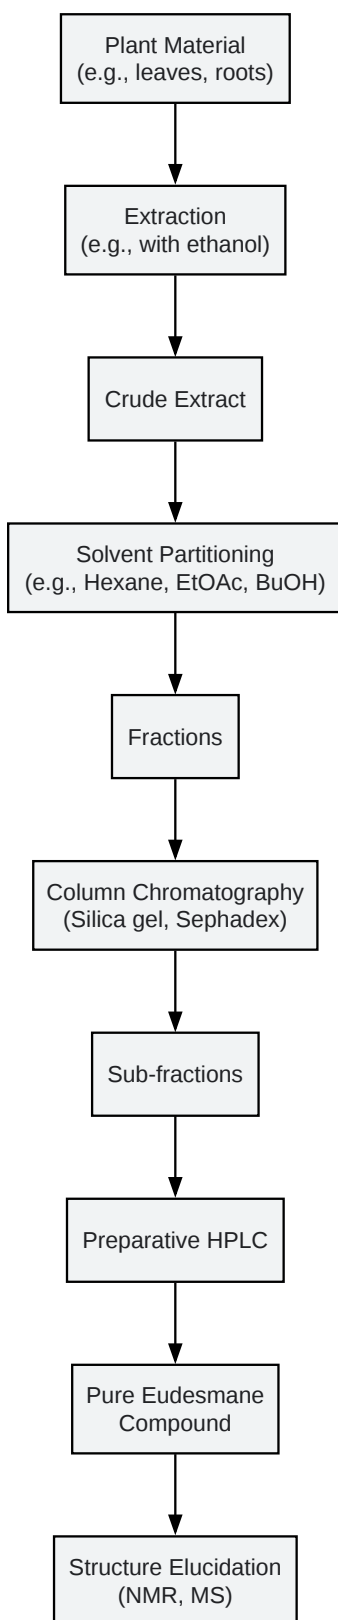 Plant Material
(e.g., leaves, roots)
Extraction
(e.g., with ethanol)
Crude Extract
Solvent Partitioning
(e.g., Hexane, EtOAc, BuOH)
Fractions
Column Chromatography
(Silica gel, Sephadex)
Sub-fractions
Preparative HPLC
Pure Eudesmane
Compound
Structure Elucidation
(NMR, MS)